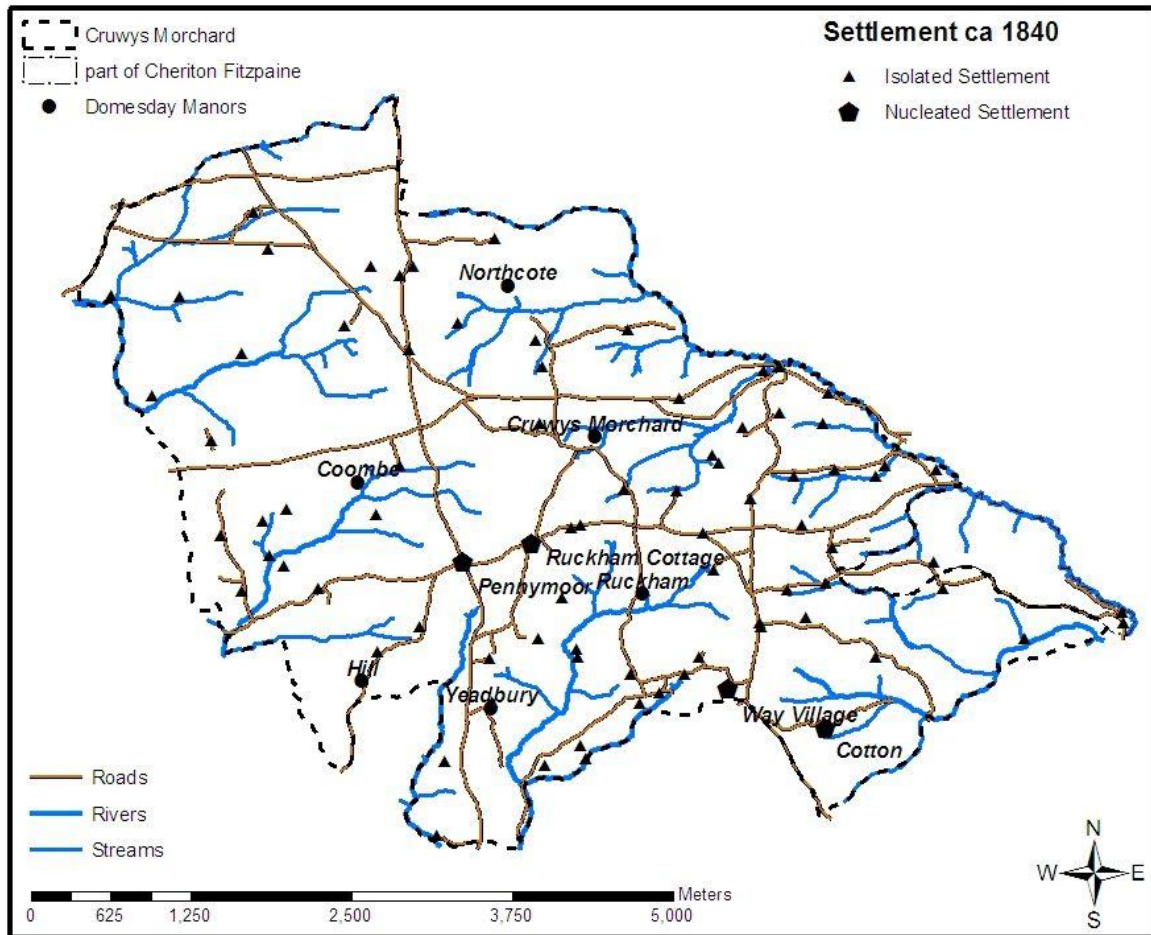 Cruwys Morchard
part of Cheriton Fitzpaine
Domesday Manors
Settlement ca 1840
Isolated Settlement
Nucleated Settlement
Northcote
Cruwys Morchard
Coombe
Ruckham Cottage
Pennymoor
Ruckham
Hill
Yeadbury
Way Village
Cotton
Roads
Rivers
Streams
Meters
0 625 1,250 2,500 3,750 5,000
N
W E
S